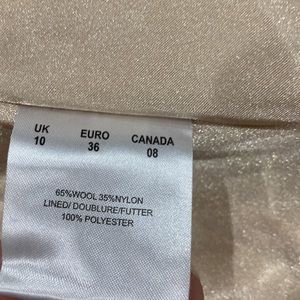 UK EURO CANADA
10 36 08
65%WOOL 35%NYLON
LINED/ DOUBLURE/FUTTER
100% POLYESTER